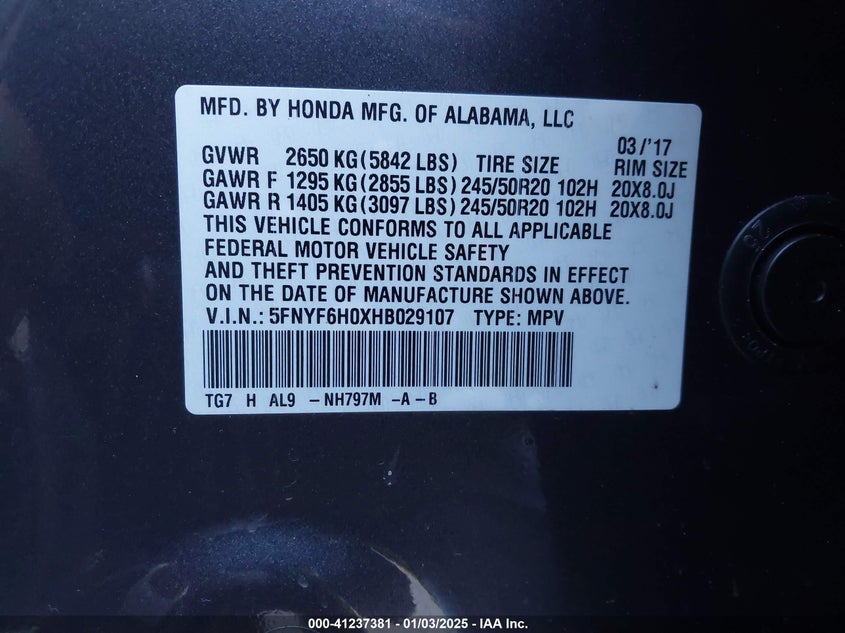 MFD. BY HONDA MFG. OF ALABAMA, LLC
03/'17
GVWR 2650 KG(5842 LBS) TIRE SIZE RIM SIZE
GAWR F 1295 KG(2855 LBS) 245/50R20 102H 20X8.0J
GAWR R 1405 KG(3097 LBS) 245/50R20 102H 20X8.0J
THIS VEHICLE CONFORMS TO ALL APPLICABLE
FEDERAL MOTOR VEHICLE SAFETY
AND THEFT PREVENTION STANDARDS IN EFFECT
ON THE DATE OF MANUFACTURE SHOWN ABOVE.
V.I.N.: 5FNYF6H0XHB029107 TYPE: MPV
TG7 H AL9 -NH797M -A-B
000-41237381 - 01/03/2025 - IAA Inc.